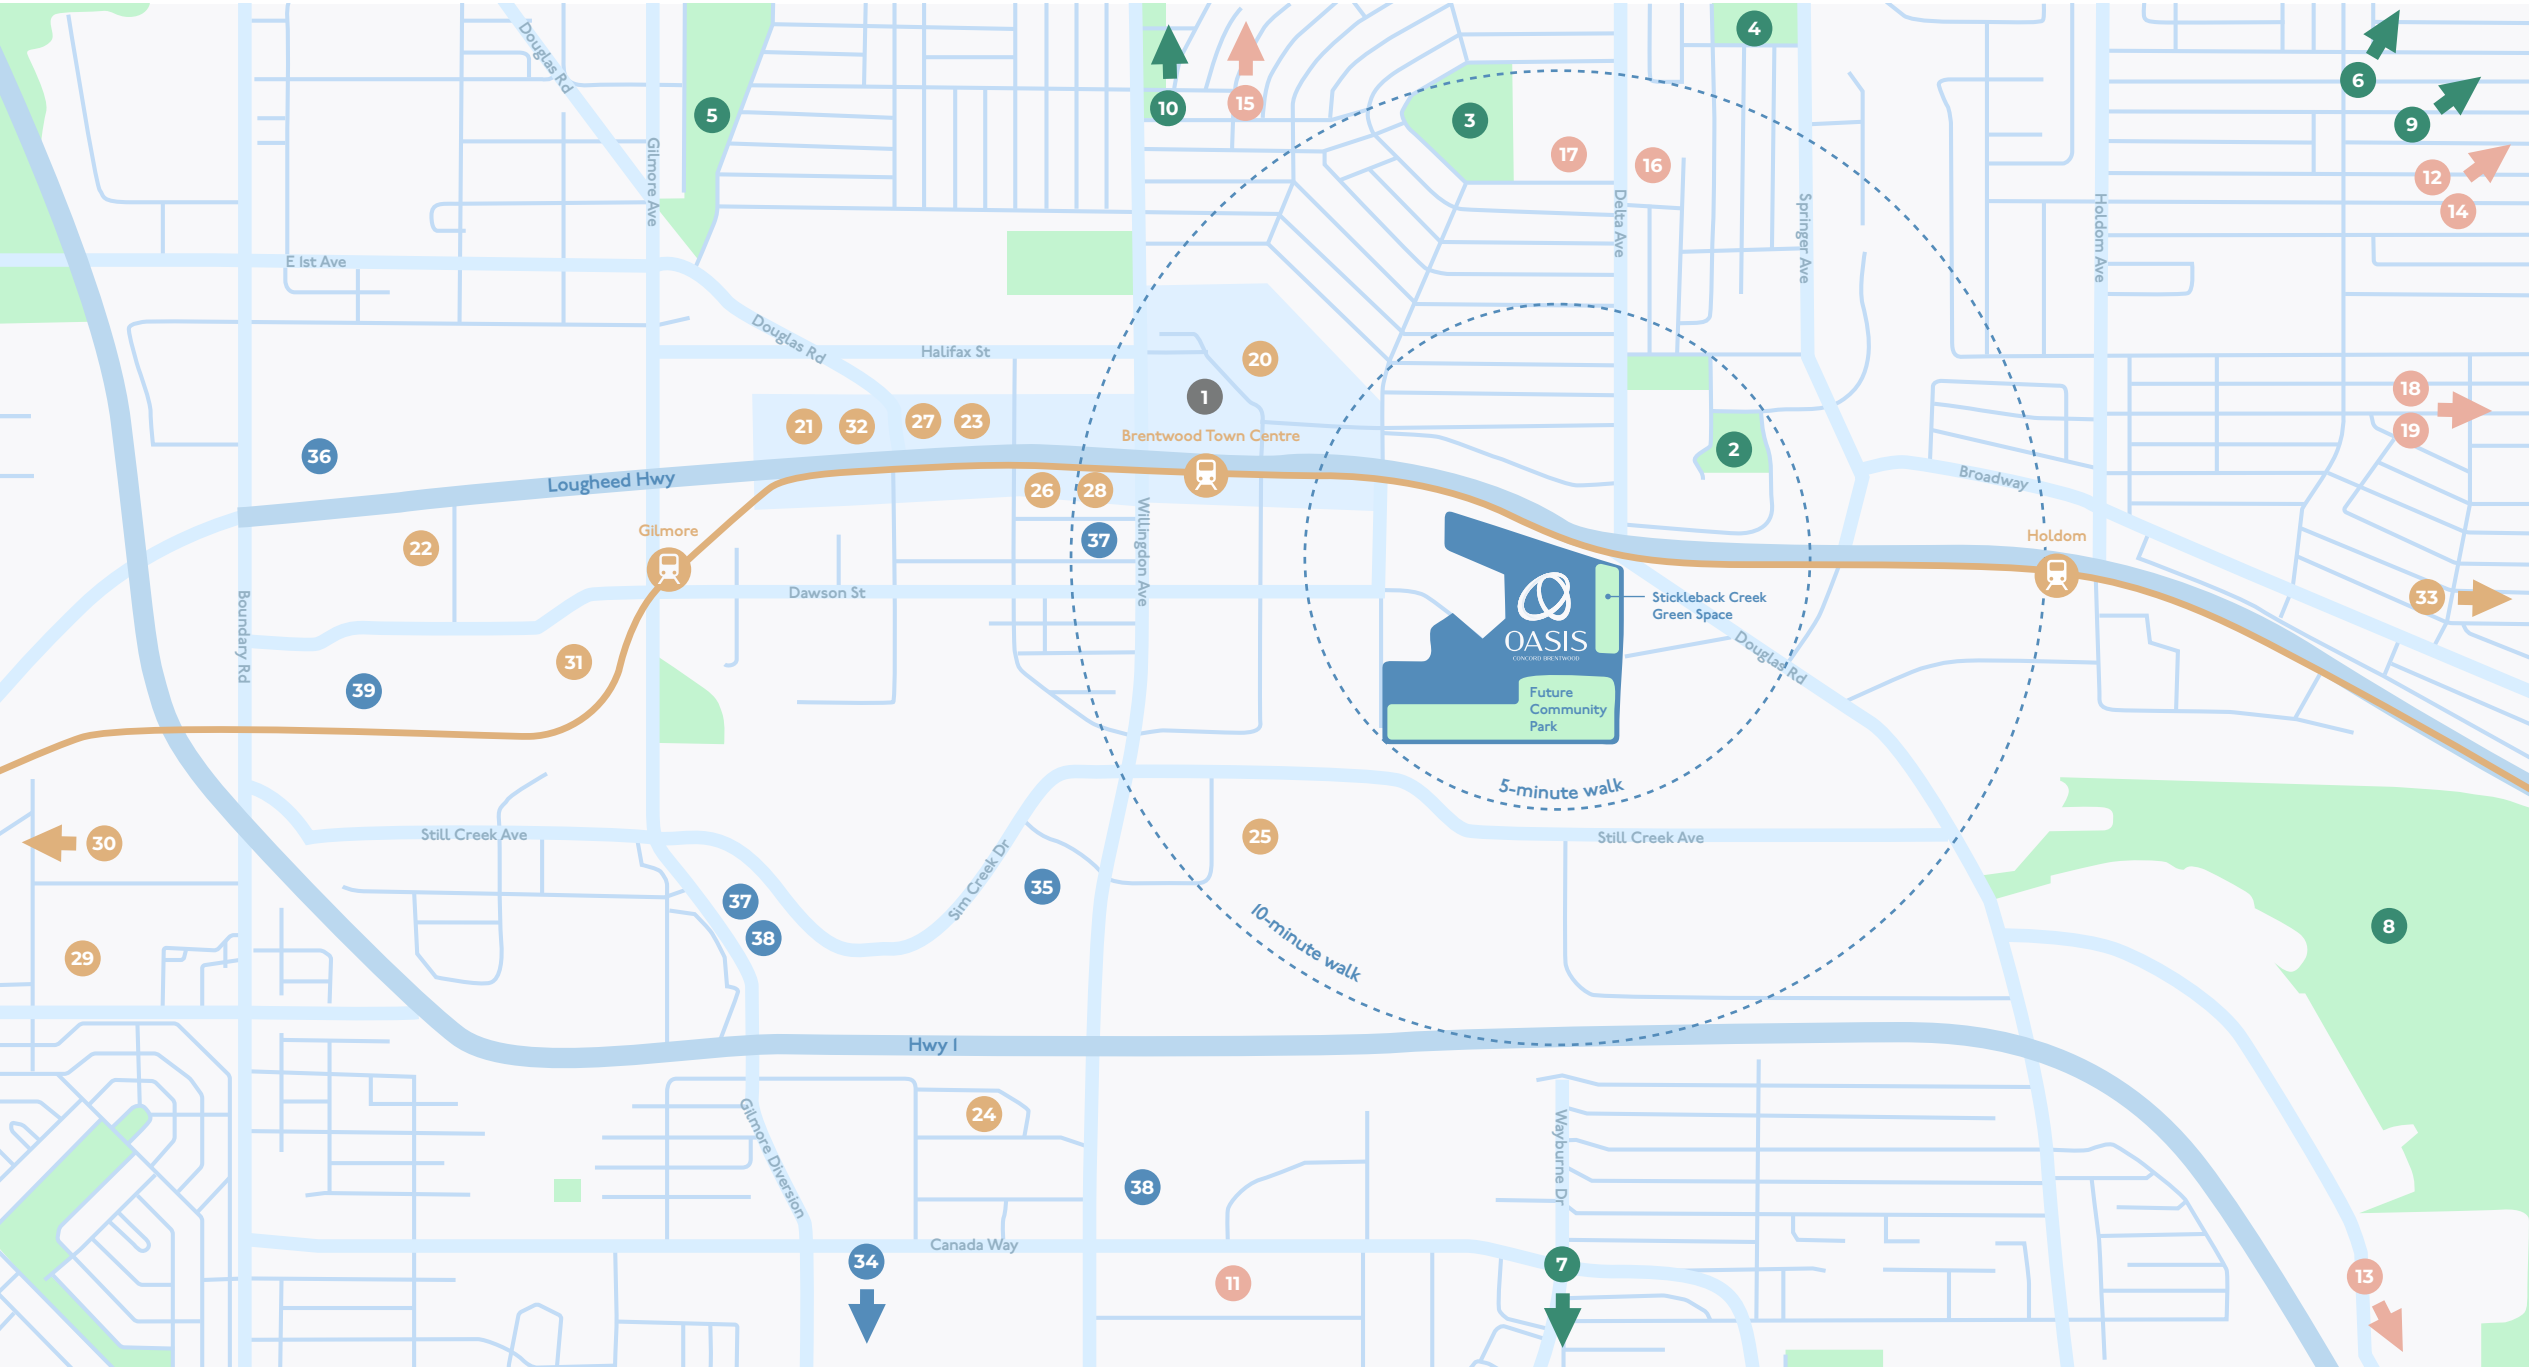 Douglas Rd
4
6
10
15
5
3
9
17
16
12
14
Gilmore Ave
Delta Ave
Springer Ave
Holdom Ave
E 1st Ave
Douglas Rd
Halifax St
20
1
18
19
21
32
27
23
Brentwood Town Centre
2
36
Lougheed Hwy
26
28
Broadway
Gilmore
22
37
Willingdon Ave
Holdom
Dawson St
Boundary Rd
Stickleback Creek
Green Space
33
OASIS
CONCORD BRENTWOOD
Douglas Rd
31
39
Future
Community
Park
5-minute walk
30
Still Creek Ave
25
Still Creek Ave
Sim Creek Dr
35
37
38
10-minute walk
8
29
Hwy 1
24
Gilmore Diversion
Wayburne Dr
38
Canada Way
34
11
7
13